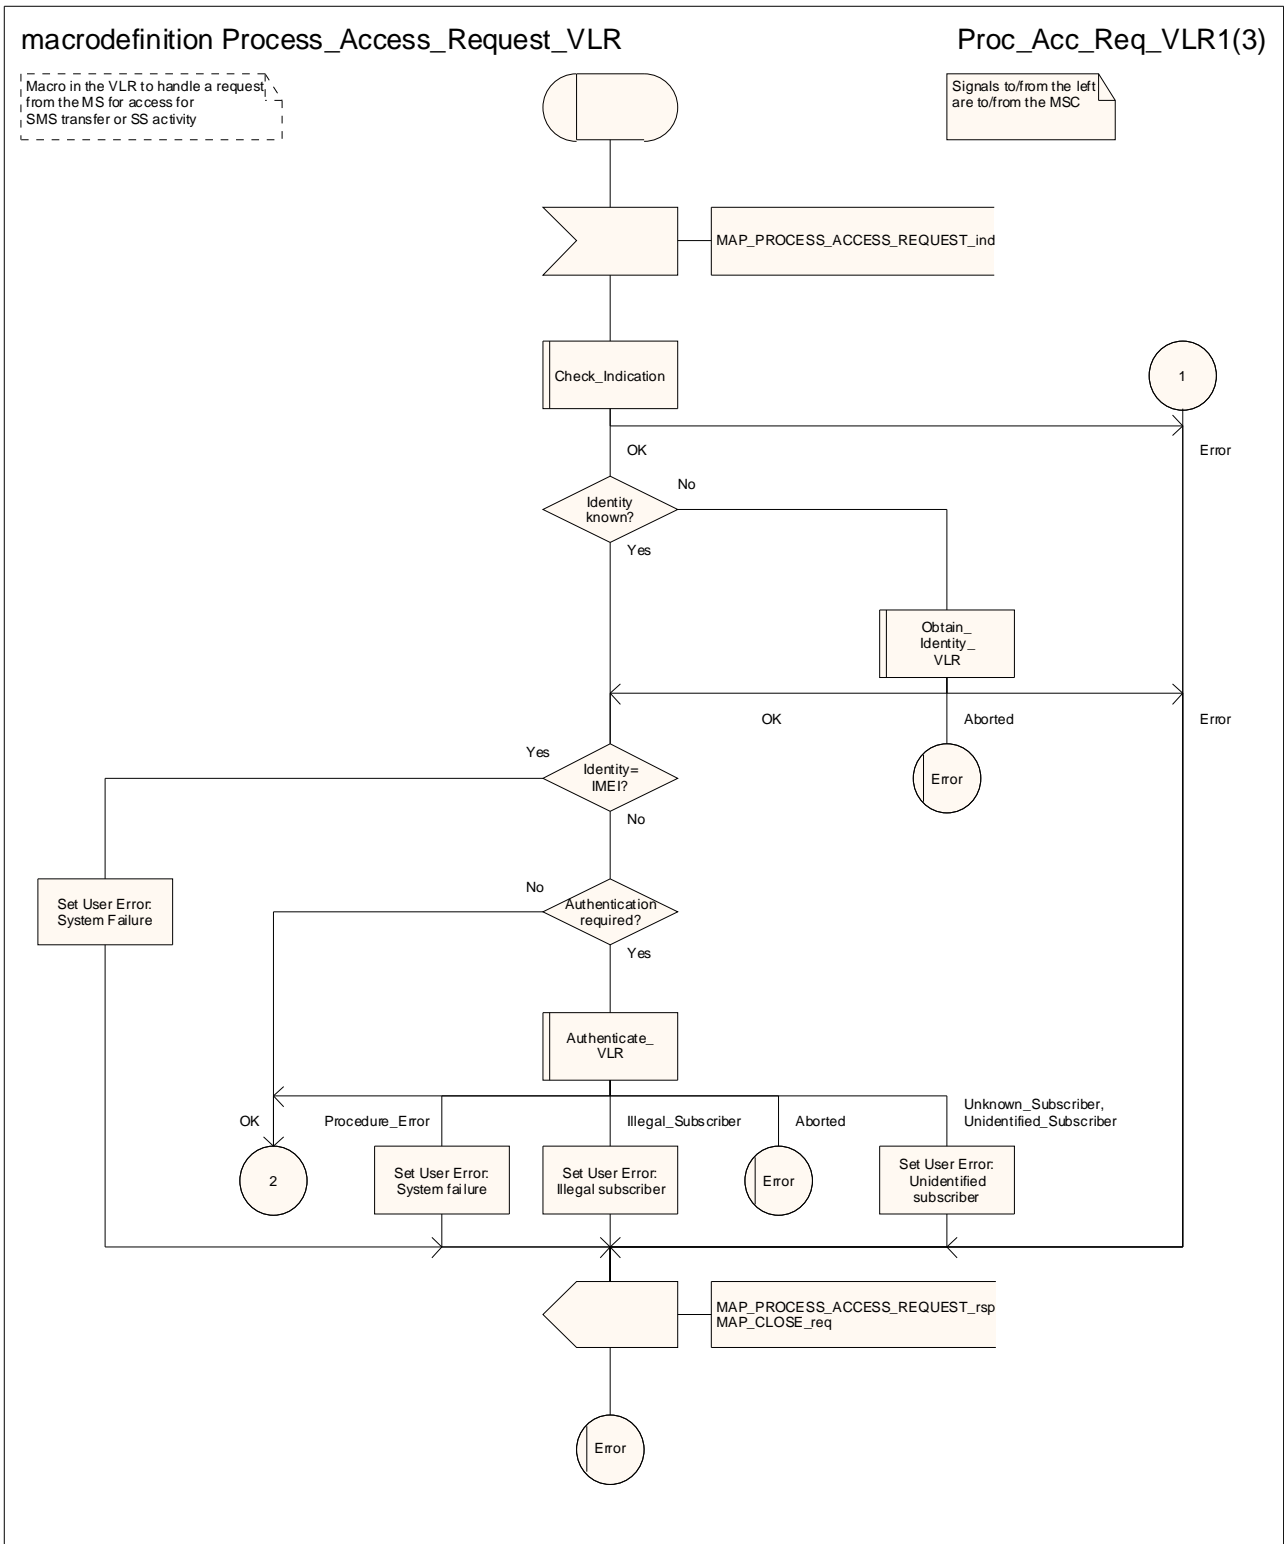 macrodefinition Process_Access_Request_VLR
Proc_Acc_Req_VLR1(3)
Macro in the VLR to handle a request
from the MS for access for
SMS transfer or SS activity
Signals to/from the left
are to/from the MSC
MAP_PROCESS_ACCESS_REQUEST_ind
Check_Indication
1
OK
Error
No
Identity
known?
Yes
Obtain_
Identity_
VLR
OK
Aborted
Error
Yes
Identity=
IMEI?
Error
No
No
Set User Error:
System Failure
Authentication
required?
Yes
Authenticate_
VLR
OK
Procedure_Error
Illegal_Subscriber
Aborted
Unknown_Subscriber,
Unidentified_Subscriber
2
Set User Error:
System failure
Set User Error:
Illegal subscriber
Error
Set User Error:
Unidentified
subscriber
MAP_PROCESS_ACCESS_REQUEST_rsp
MAP_CLOSE_req
Error